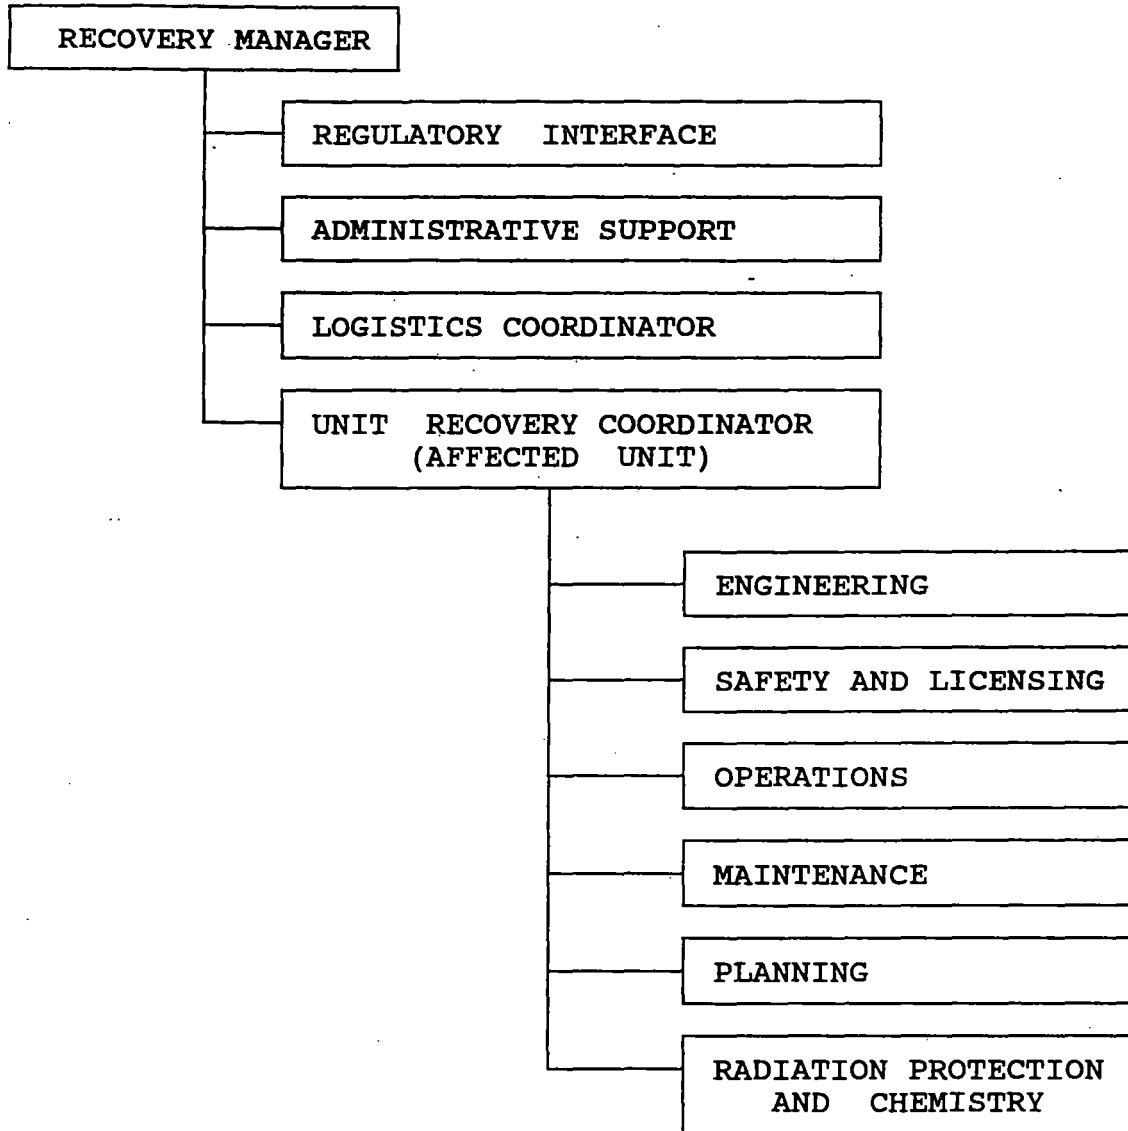 RECOVERY MANAGER
REGULATORY INTERFACE
ADMINISTRATIVE SUPPORT
LOGISTICS COORDINATOR
UNIT RECOVERY COORDINATOR
(AFFECTED UNIT)
ENGINEERING
SAFETY AND LICENSING
OPERATIONS
MAINTENANCE
PLANNING
RADIATION PROTECTION
AND CHEMISTRY